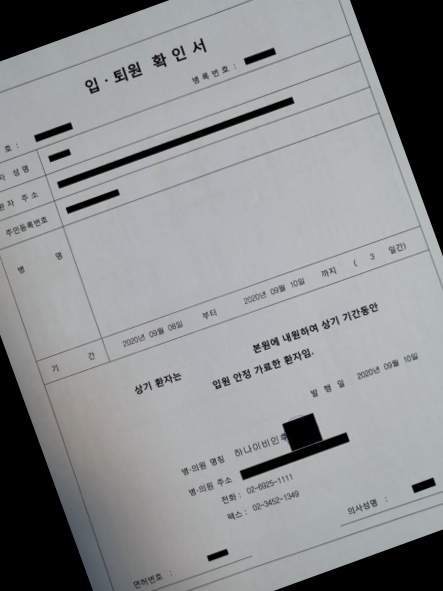 입 · 퇴원 확 인 서
병 록 번 호 :
호 :
자 성 명
환 자 주 소
주민등록번호
병 명
기 간 2020년 09월 08일 부터 2020년 09월 10일 까지 ( 3 일간)
상기 환자는 본원에 내원하여 상기 기간동안
입원 안정 가료한 환자임.
발 행 일 2020년 09월 10일
병·의원 명칭 하나이비인후
병·의원 주소
전화 : 02-6925-1111
팩스 : 02-3452-1349
면허번호 : 의사성명 :